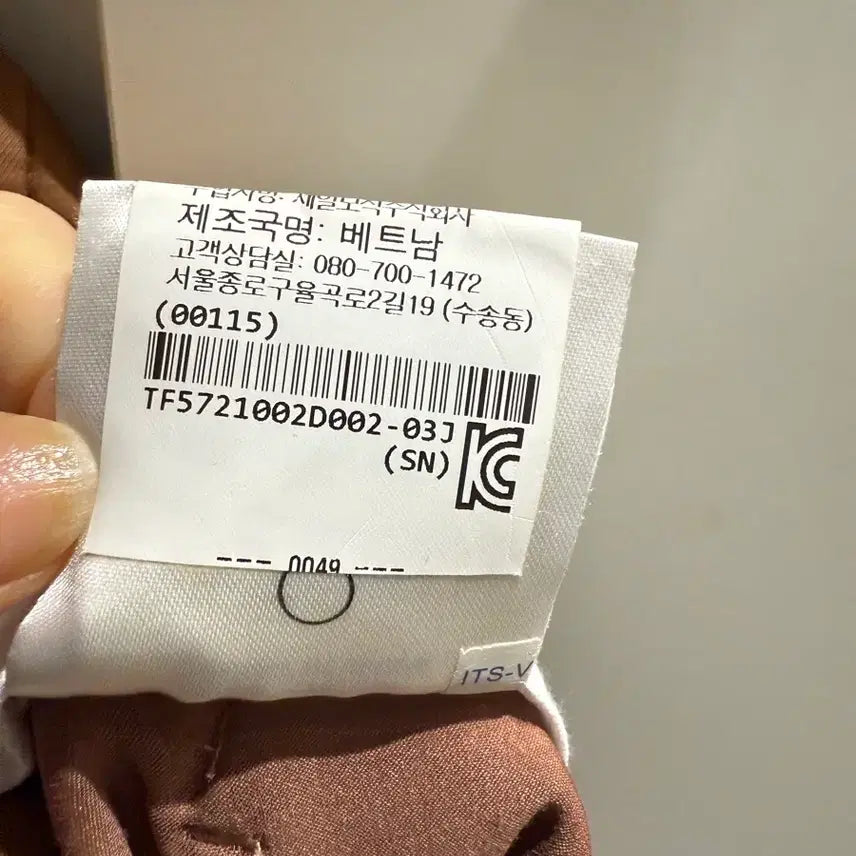 제조국명: 베트남
고객상담실: 080-700-1472
서울종로구율곡로2길19 (수송동)
(00115)
TF5721002D002-03J
(SN)
--- 0049 ---
ITS-V